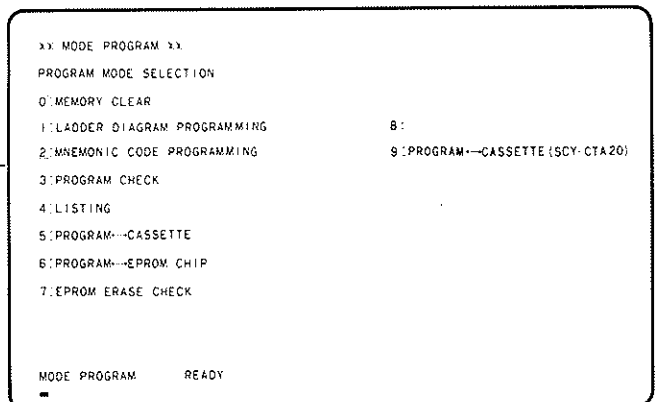 ** MODE PROGRAM **
PROGRAM MODE SELECTION
0:MEMORY CLEAR
1:LADDER DIAGRAM PROGRAMMING 8:
2:MNEMONIC CODE PROGRAMMING 9:PROGRAM←→CASSETTE(SCY-CTA20)
3:PROGRAM CHECK
4:LISTING
5:PROGRAM←→CASSETTE
6:PROGRAM←→EPROM CHIP
7:EPROM ERASE CHECK
MODE PROGRAM READY